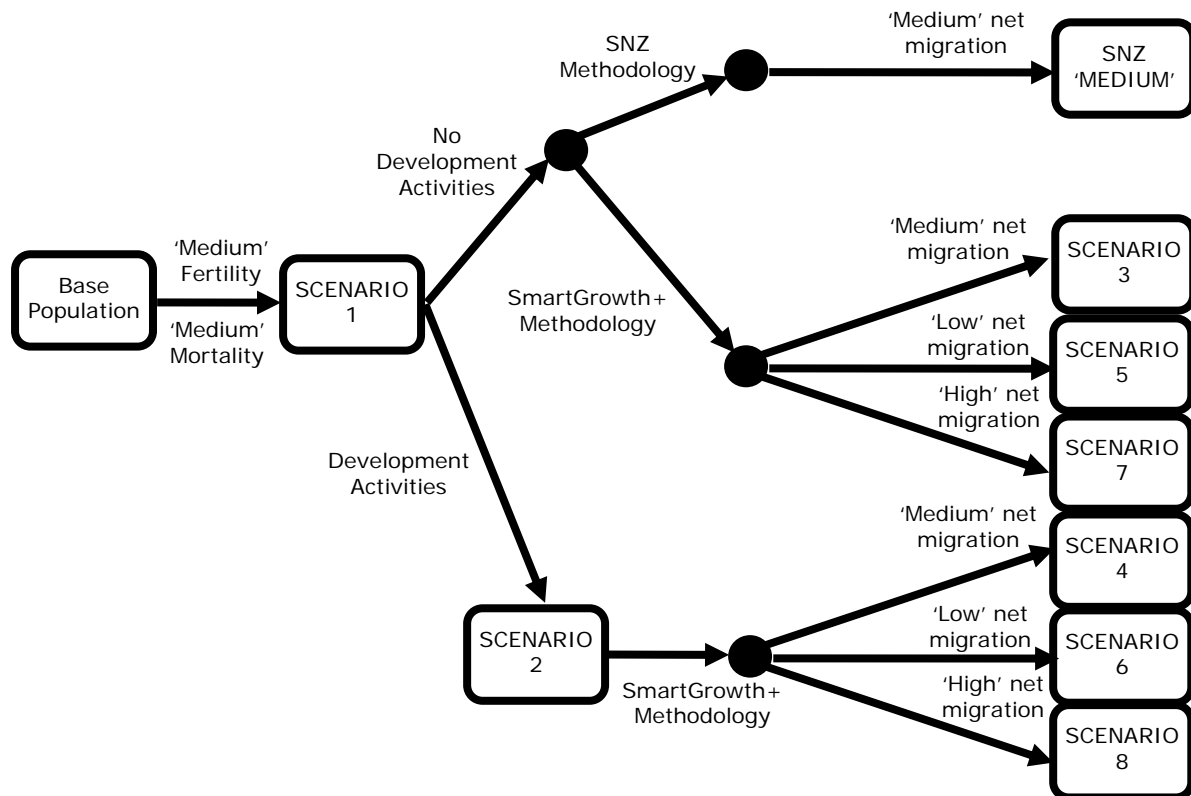 ‘Medium’ net
migration
SNZ
Methodology
SNZ
‘MEDIUM’
No
Development
Activities
‘Medium’ net
migration
SCENARIO
3
‘Medium’
Fertility
Base
Population
SCENARIO
1
‘Medium’
Mortality
SmartGrowth+
Methodology
‘Low’ net
migration
SCENARIO
5
‘High’ net
migration
SCENARIO
7
Development
Activities
‘Medium’ net
migration
SCENARIO
4
SCENARIO
2
SmartGrowth+
Methodology
‘Low’ net
migration
SCENARIO
6
‘High’ net
migration
SCENARIO
8